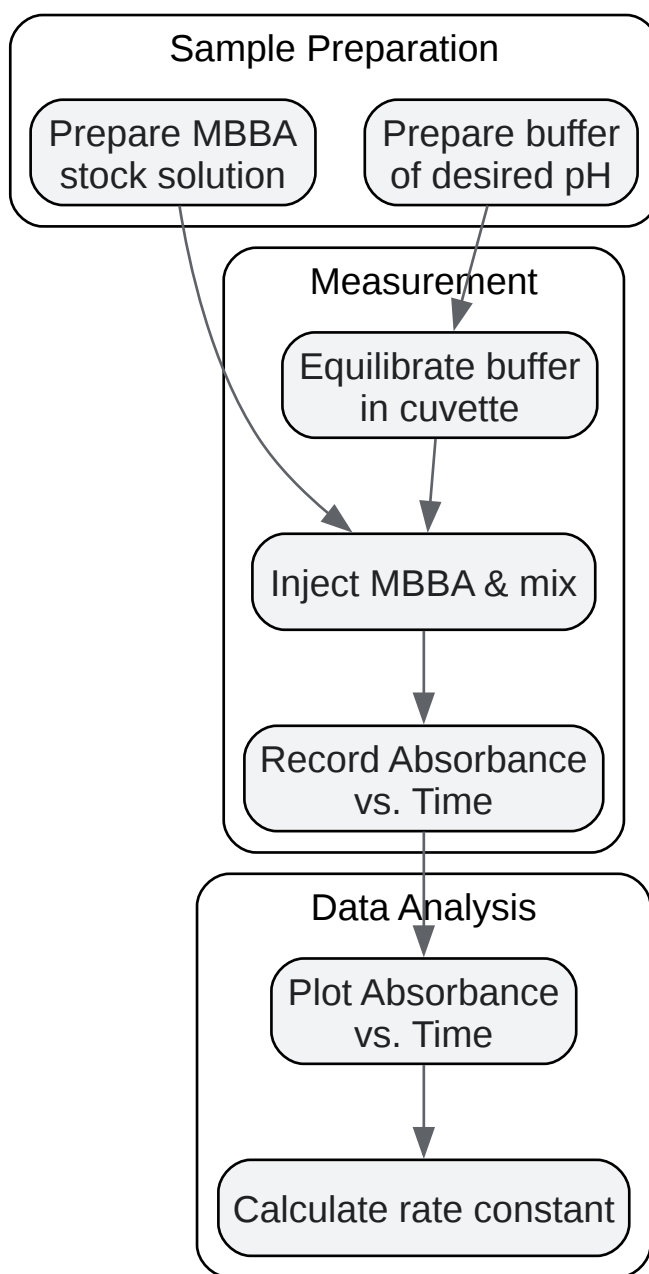 Sample Preparation
Prepare MBBA
stock solution
Prepare buffer
of desired pH
Measurement
Equilibrate buffer
in cuvette
Inject MBBA & mix
Record Absorbance
vs. Time
Data Analysis
Plot Absorbance
vs. Time
Calculate rate constant